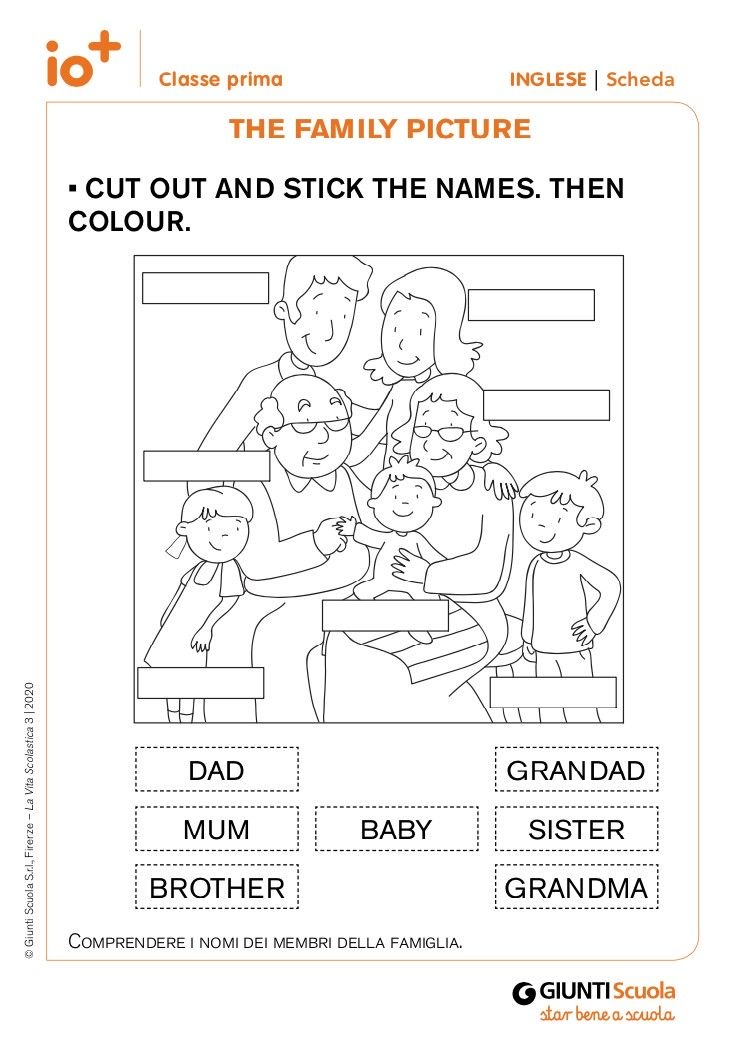 io+
Classe prima
INGLESE | Scheda
THE FAMILY PICTURE
▪ CUT OUT AND STICK THE NAMES. THEN
COLOUR.
DAD
GRANDAD
MUM
BABY
SISTER
BROTHER
GRANDMA
COMPRENDERE I NOMI DEI MEMBRI DELLA FAMIGLIA.
© Giunti Scuola S.r.l., Firerze – La Vita Scolastica 3 | 2020
GIUNTI Scuola
star bene a scuola